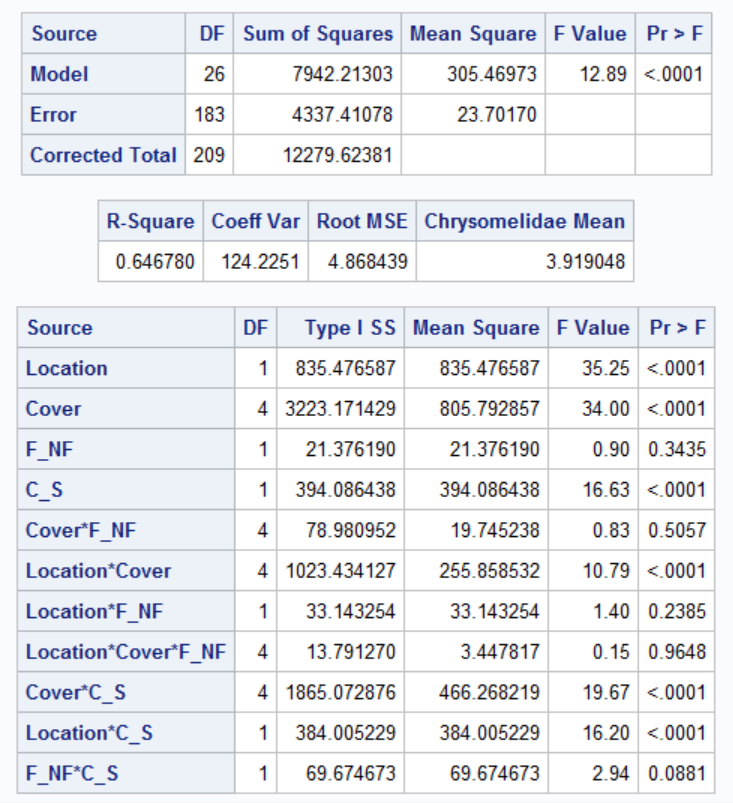 Source DF Sum of Squares Mean Square F Value Pr > F
Model 26 7942.21303 305.46973 12.89 <.0001
Error 183 4337.41078 23.70170
Corrected Total 209 12279.62381
R-Square Coeff Var Root MSE Chrysomelidae Mean
0.646780 124.2251 4.868439 3.919048
Source DF Type I SS Mean Square F Value Pr > F
Location 1 835.476587 835.476587 35.25 <.0001
Cover 4 3223.171429 805.792857 34.00 <.0001
F_NF 1 21.376190 21.376190 0.90 0.3435
C_S 1 394.086438 394.086438 16.63 <.0001
Cover*F_NF 4 78.980952 19.745238 0.83 0.5057
Location*Cover 4 1023.434127 255.858532 10.79 <.0001
Location*F_NF 1 33.143254 33.143254 1.40 0.2385
Location*Cover*F_NF 4 13.791270 3.447817 0.15 0.9648
Cover*C_S 4 1865.072876 466.268219 19.67 <.0001
Location*C_S 1 384.005229 384.005229 16.20 <.0001
F_NF*C_S 1 69.674673 69.674673 2.94 0.0881